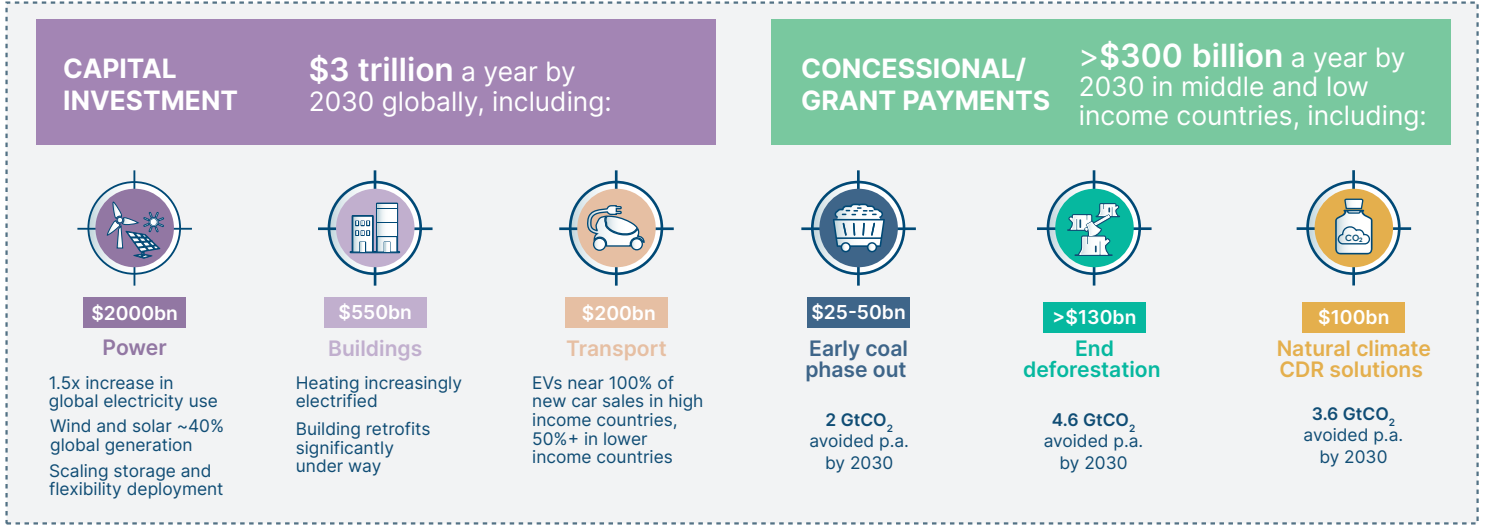 CAPITAL
INVESTMENT
$3 trillion a year by
2030 globally, including:
CONCESSIONAL/
GRANT PAYMENTS
>$300 billion a year by
2030 in middle and low
income countries, including:
$2000bn
Power
1.5x increase in
global electricity use
Wind and solar ~40%
global generation
Scaling storage and
flexibility deployment
$550bn
Buildings
Heating increasingly
electrified
Building retrofits
significantly
under way
$200bn
Transport
EVs near 100% of
new car sales in high
income countries,
50%+ in lower
income countries
$25-50bn
Early coal
phase out
2 GtCO₂
avoided p.a.
by 2030
>$130bn
End
deforestation
4.6 GtCO₂
avoided p.a.
by 2030
CO₂
$100bn
Natural climate
CDR solutions
3.6 GtCO₂
avoided p.a.
by 2030